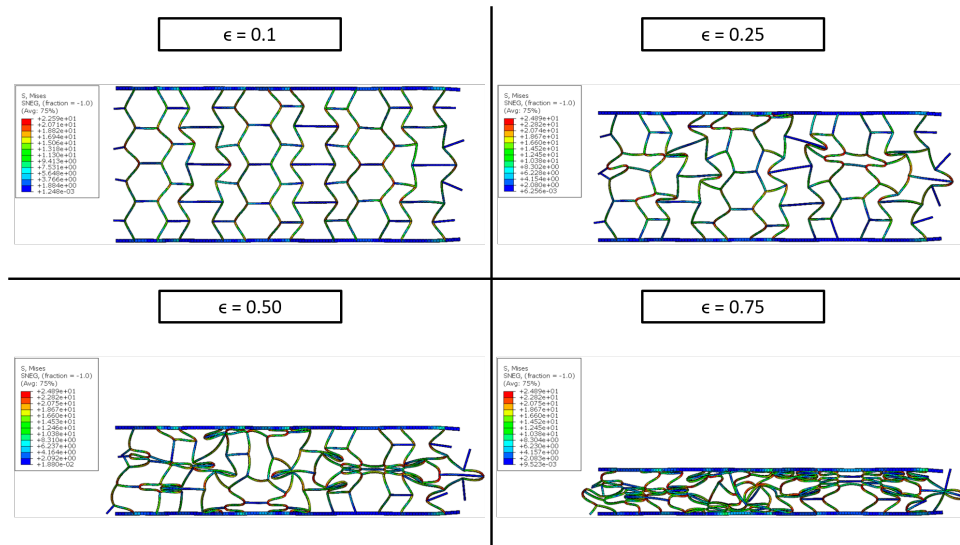 ϵ = 0.1
S, Mises
SNEG, (fraction = -1.0)
(Avg: 75%)
+2.259e+01
+2.071e+01
+1.882e+01
+1.694e+01
+1.506e+01
+1.318e+01
+1.130e+01
+9.413e+00
+7.531e+00
+5.648e+00
+3.766e+00
+1.884e+00
+1.248e-03
ϵ = 0.25
S, Mises
SNEG, (fraction = -1.0)
(Avg: 75%)
+2.489e+01
+2.282e+01
+2.074e+01
+1.867e+01
+1.660e+01
+1.452e+01
+1.245e+01
+1.038e+01
+8.302e+00
+6.228e+00
+4.154e+00
+2.080e+00
+6.256e-03
ϵ = 0.50
S, Mises
SNEG, (fraction = -1.0)
(Avg: 75%)
+2.489e+01
+2.282e+01
+2.075e+01
+1.867e+01
+1.660e+01
+1.453e+01
+1.246e+01
+1.038e+01
+8.310e+00
+6.237e+00
+4.164e+00
+2.092e+00
+1.880e-02
ϵ = 0.75
S, Mises
SNEG, (fraction = -1.0)
(Avg: 75%)
+2.489e+01
+2.282e+01
+2.075e+01
+1.867e+01
+1.660e+01
+1.452e+01
+1.245e+01
+1.038e+01
+8.304e+00
+6.230e+00
+4.157e+00
+2.083e+00
+9.523e-03